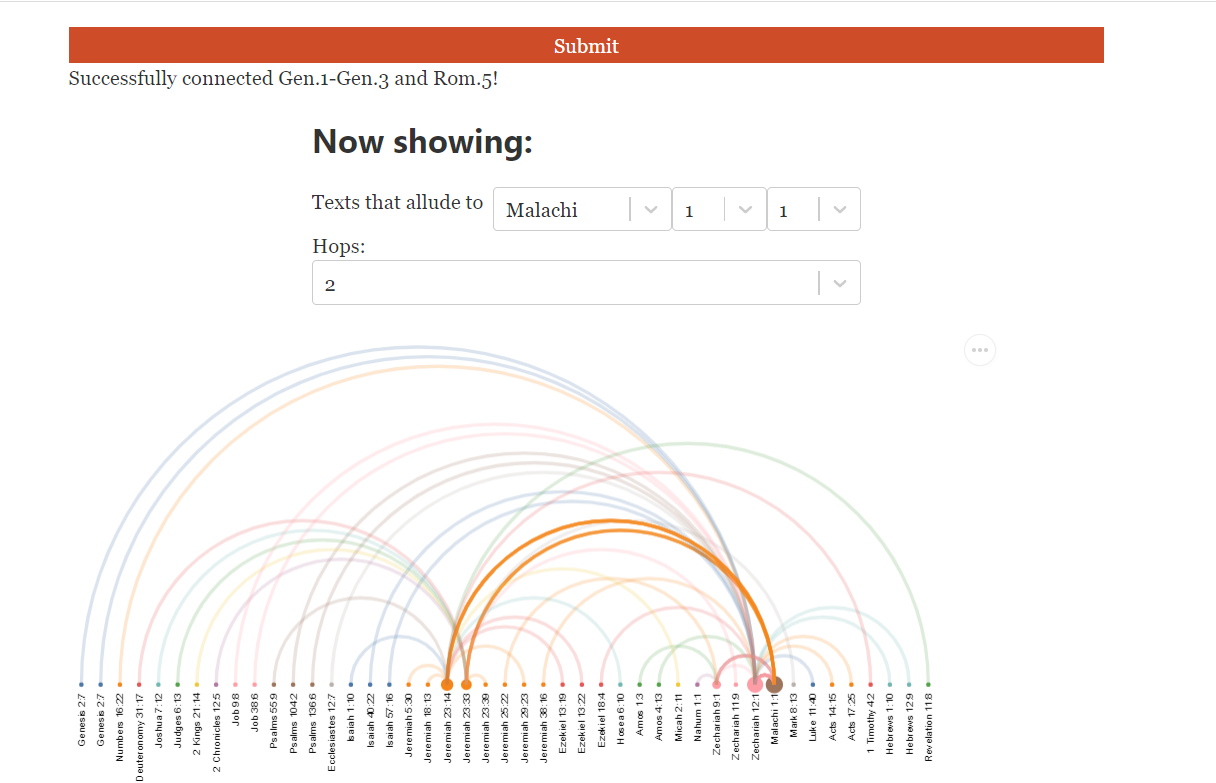 Submit
Successfully connected Gen.1-Gen.3 and Rom.5!
Now showing:
Texts that allude to Malachi 1 1
Hops:
2
Genesis 2:7
Genesis 2:7
Numbers 16:22
Deuteronomy 31:17
Joshua 7:12
Judges 6:13
2 Kings 21:14
2 Chronicles 12:5
Job 9:8
Job 38:6
Psalms 55:9
Psalms 104:2
Psalms 136:6
Ecclesiastes 12:7
Isaiah 1:10
Isaiah 40:22
Isaiah 57:16
Jeremiah 5:30
Jeremiah 18:13
Jeremiah 23:14
Jeremiah 23:33
Jeremiah 23:39
Jeremiah 25:22
Jeremiah 29:23
Jeremiah 38:16
Ezekiel 13:19
Ezekiel 13:22
Ezekiel 18:4
Hosea 6:10
Amos 1:3
Amos 4:13
Micah 2:11
Nahum 1:1
Zechariah 9:1
Zechariah 11:9
Zechariah 12:1
Malachi 1:1
Mark 8:13
Luke 11:40
Acts 14:15
Acts 17:25
1 Timothy 4:2
Hebrews 1:10
Hebrews 12:9
Revelation 11:8